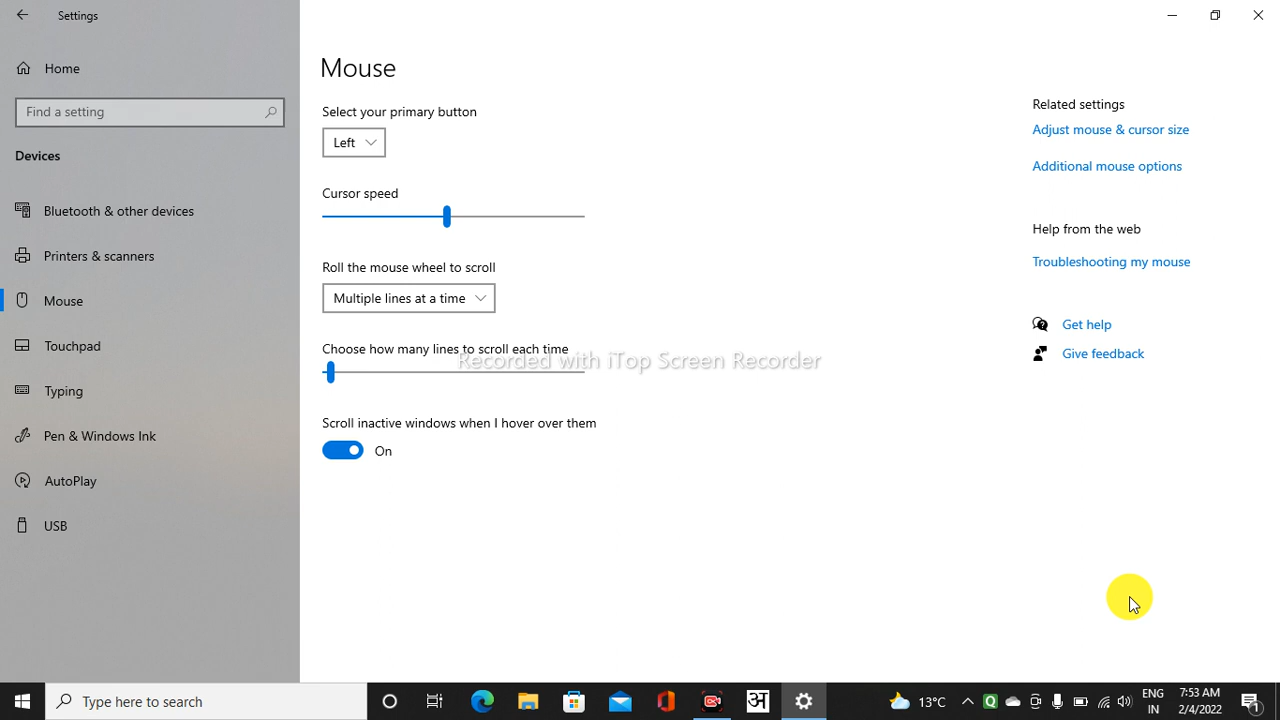 Settings
Home
Find a setting
Devices
Bluetooth & other devices
Printers & scanners
Mouse
Touchpad
Typing
Pen & Windows Ink
AutoPlay
USB
Mouse
Select your primary button
Left
Cursor speed
Roll the mouse wheel to scroll
Multiple lines at a time
Choose how many lines to scroll each time
Recorded with iTop Screen Recorder
Scroll inactive windows when I hover over them
On
Related settings
Adjust mouse & cursor size
Additional mouse options
Help from the web
Troubleshooting my mouse
Get help
Give feedback
Type here to search
अ
13°C
ENG
IN
7:53 AM
2/4/2022
1